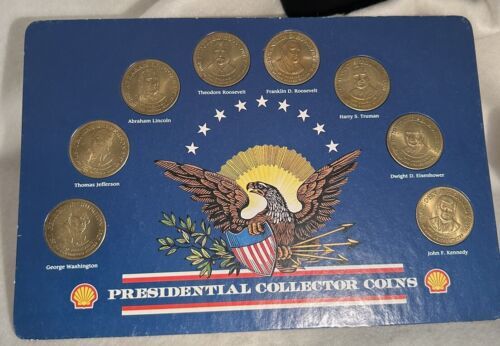 Theodore Roosevelt
Franklin D. Roosevelt
Abraham Lincoln
Harry S. Truman
Thomas Jefferson
Dwight D. Eisenhower
George Washington
John F. Kennedy
PRESIDENTIAL COLLECTOR COINS